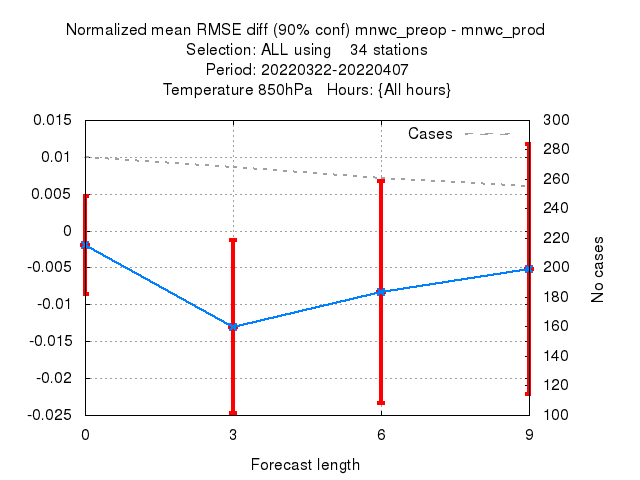 Normalized mean RMSE diff (90% conf) mnwc_preop - mnwc_prod
Selection: ALL using    34 stations
Period: 20220322-20220407
Temperature 850hPa   Hours: {All hours}
0.015
0.01
0.005
0
-0.005
-0.01
-0.015
-0.02
-0.025
Cases
300
280
260
240
220
200
180
160
140
120
100
No cases
0 3 6 9
Forecast length